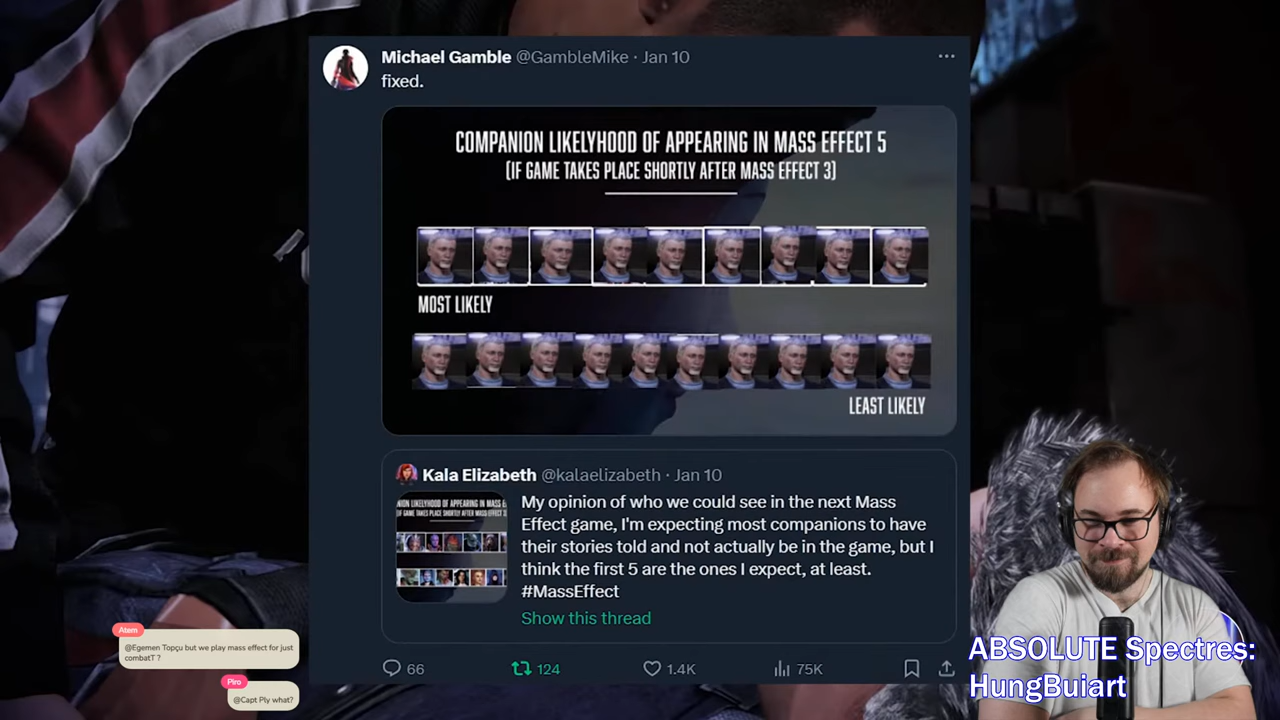 Michael Gamble @GambleMike · Jan 10
fixed.
COMPANION LIKELYHOOD OF APPEARING IN MASS EFFECT 5
(IF GAME TAKES PLACE SHORTLY AFTER MASS EFFECT 3)
MOST LIKELY
LEAST LIKELY
Kala Elizabeth @kalaelizabeth · Jan 10
My opinion of who we could see in the next Mass
Effect game, I'm expecting most companions to have
their stories told and not actually be in the game, but I
think the first 5 are the ones I expect, at least.
#MassEffect
Show this thread
66 124 1.4K 75K
Atem
@Egemen Topçu but we play mass effect for just
combatT ?
Piro
@Capt Ply what?
ABSOLUTE Spectres:
HungBuiart